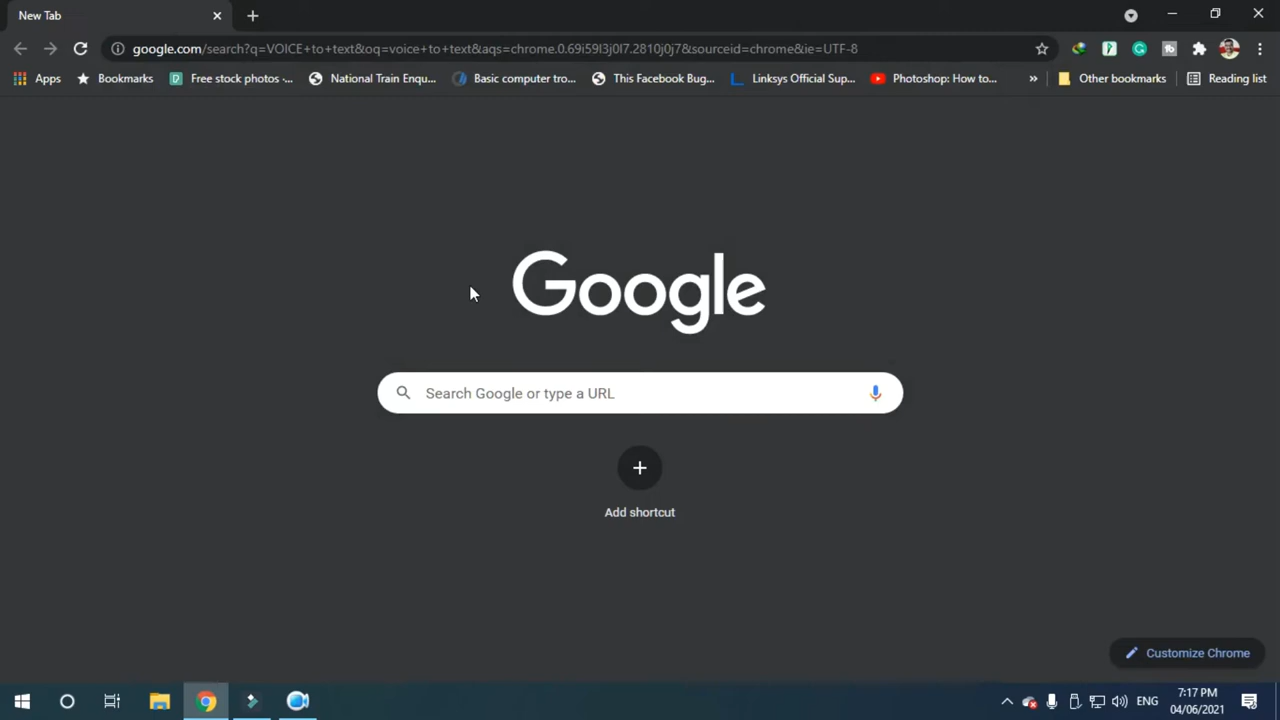 New Tab
google.com/search?q=VOICE+to+text&oq=voice+to+text&aqs=chrome.0.69i59l3j0l7.2810j0j7&sourceid=chrome&ie=UTF-8
Apps
Bookmarks
Free stock photos -...
National Train Enqu...
Basic computer tro...
This Facebook Bug...
Linksys Official Sup...
Photoshop: How to...
»
Other bookmarks
Reading list
Google
Search Google or type a URL
Add shortcut
Customize Chrome
ENG
7:17 PM
04/06/2021